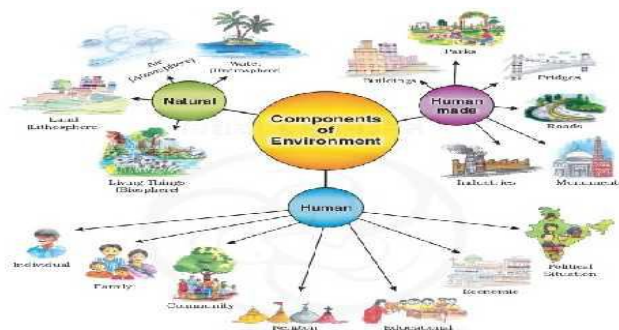 Air
(Atmosphere)
Water
(Hydrosphere)
Natural
Land
(Lithosphere
Living Things
(Biosphere)
Components
of
Environment
Parks
Buildings
Bridges
Human
made
Roads
Industries
Monument
Human
Individual
Family
Community
Religion
Educational
Economic
Political
Situation